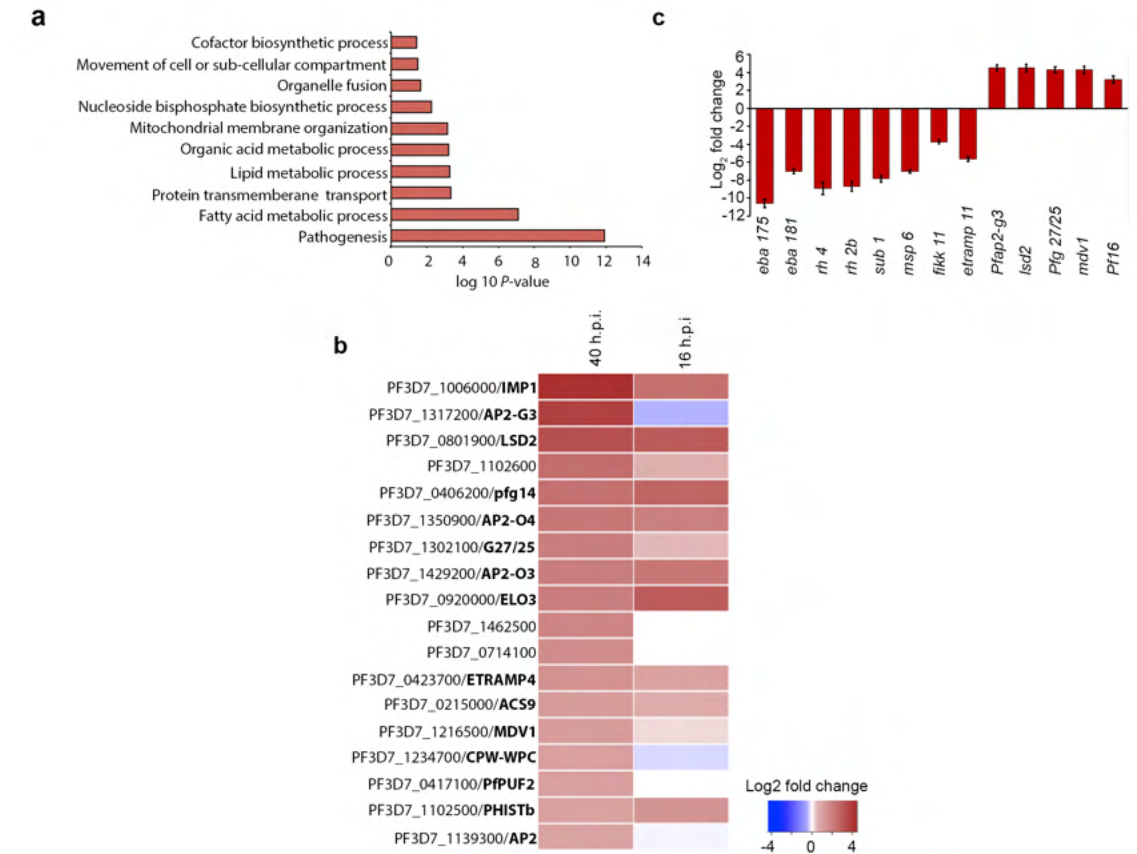 a
Cofactor biosynthetic process
Movement of cell or sub-cellular compartment
Organelle fusion
Nucleoside bisphosphate biosynthetic process
Mitochondrial membrane organization
Organic acid metabolic process
Lipid metabolic process
Protein transmemberane transport
Fatty acid metabolic process
Pathogenesis
0 2 4 6 8 10 12 14
log 10 P-value
c
Log2 fold change
6
4
2
0
-2
-4
-6
-8
-10
-12
eba 175
eba 181
rh 4
rh 2b
sub 1
msp 6
fikk 11
etramp 11
Pfap2-g3
lsd2
Pfg 27/25
mdv1
Pf16
b
40 h.p.i.
16 h.p.i
PF3D7_1006000/IMP1
PF3D7_1317200/AP2-G3
PF3D7_0801900/LSD2
PF3D7_1102600
PF3D7_0406200/pfg14
PF3D7_1350900/AP2-O4
PF3D7_1302100/G27/25
PF3D7_1429200/AP2-O3
PF3D7_0920000/ELO3
PF3D7_1462500
PF3D7_0714100
PF3D7_0423700/ETRAMP4
PF3D7_0215000/ACS9
PF3D7_1216500/MDV1
PF3D7_1234700/CPW-WPC
PF3D7_0417100/PfPUF2
PF3D7_1102500/PHISTb
PF3D7_1139300/AP2
Log2 fold change
-4 0 4